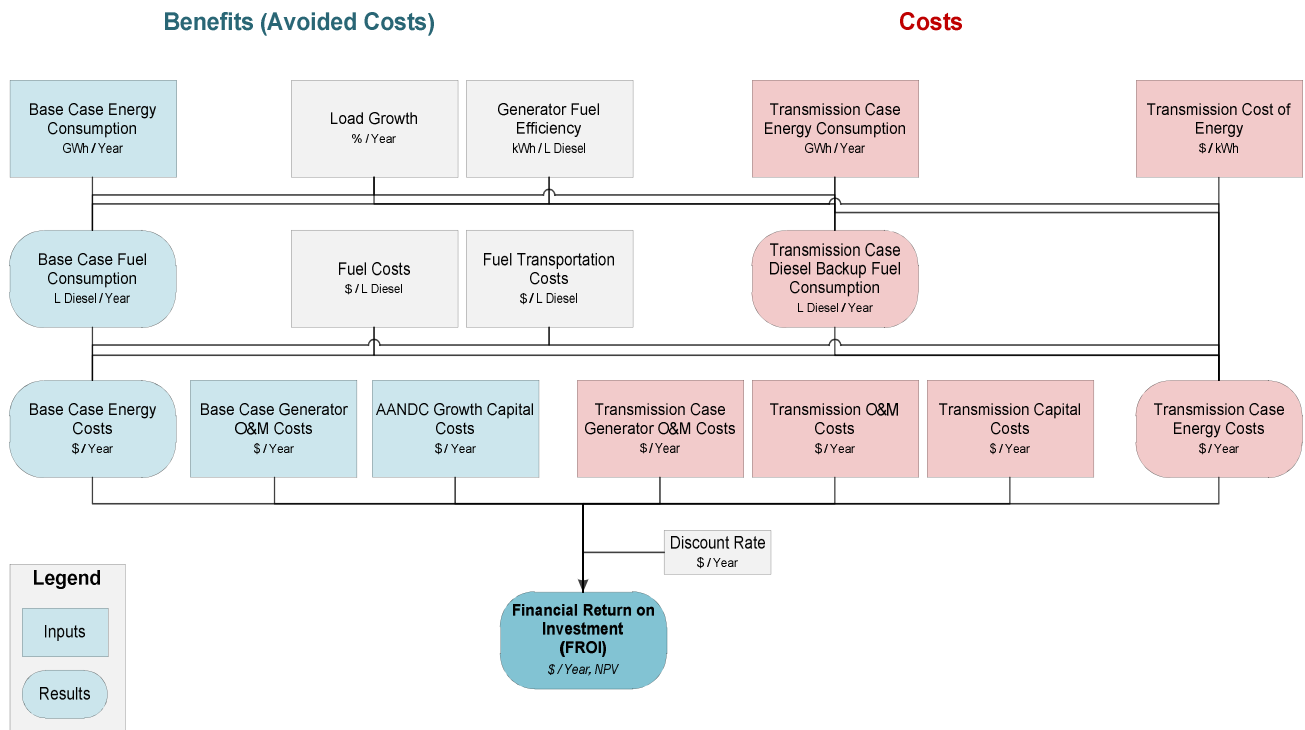 Benefits (Avoided Costs)
Costs
Base Case Energy
Consumption
GWh / Year
Load Growth
% / Year
Generator Fuel
Efficiency
kWh / L Diesel
Transmission Case
Energy Consumption
GWh / Year
Transmission Cost of
Energy
$ / kWh
Base Case Fuel
Consumption
L Diesel / Year
Fuel Costs
$ / L Diesel
Fuel Transportation
Costs
$ / L Diesel
Transmission Case
Diesel Backup Fuel
Consumption
L Diesel / Year
Base Case Energy
Costs
$ / Year
Base Case Generator
O&M Costs
$ / Year
AANDC Growth Capital
Costs
$ / Year
Transmission Case
Generator O&M Costs
$ / Year
Transmission O&M
Costs
$ / Year
Transmission Capital
Costs
$ / Year
Transmission Case
Energy Costs
$ / Year
Discount Rate
$ / Year
Financial Return on
Investment
(FROI)
$ / Year, NPV
Legend
Inputs
Results